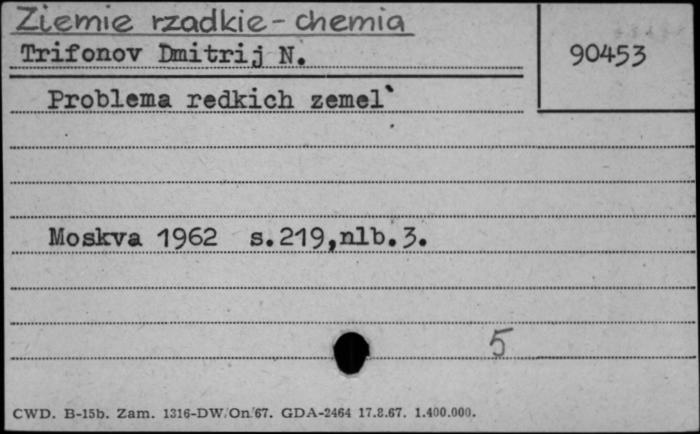 Ziemie rzadkie - chemia
Trifonov Dmitrij N.
90453
Problema redkich zemel`
Moskva 1962 s.219,nlb.3.
5
CWD. B-15b. Zam. 1316-DW/On/67. GDA-2464 17.8.67. 1.400.000.